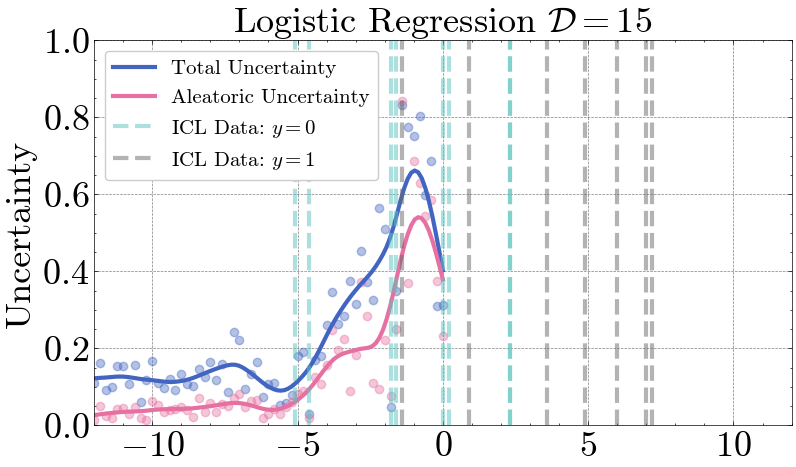 Logistic Regression 𝒟 = 15
Uncertainty
1.0
0.8
0.6
0.4
0.2
0.0
Total Uncertainty
Aleatoric Uncertainty
ICL Data: y = 0
ICL Data: y = 1
−10 −5 0 5 10